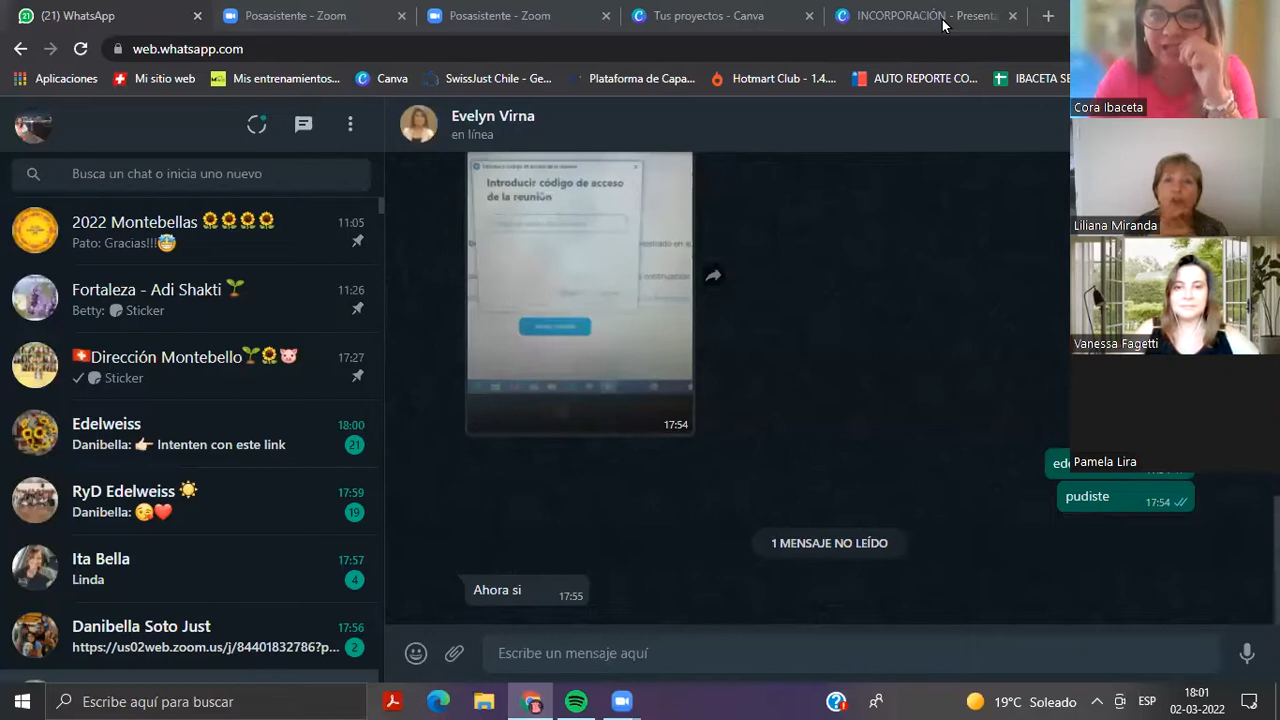 (21) WhatsApp
Posasistente - Zoom
Posasistente - Zoom
Tus proyectos - Canva
INCORPORACIÓN - Presenta
web.whatsapp.com
Aplicaciones
Mi sitio web
Mis entrenamientos...
Canva
SwissJust Chile - Ge...
Plataforma de Capa...
Hotmart Club - 1.4....
AUTO REPORTE CO...
IBACETA SE
Cora Ibaceta
Evelyn Virna
en línea
Busca un chat o inicia uno nuevo
2022 Montebellas 🌻🌻🌻🌻
11:05
Pato: Gracias!!!
Fortaleza - Adi Shakti 🌱
11:26
Betty: Sticker
🇨🇭Dirección Montebello🌱🌻🐷
17:27
Sticker
Edelweiss
18:00
Danibella: 👉🏻 Intenten con este link
21
RyD Edelweiss ☀️
17:59
Danibella: 😘❤️
19
Ita Bella
17:57
Linda
4
Danibella Soto Just
17:56
https://us02web.zoom.us/j/84401832786?p...
2
Introducir código de acceso
de la reunión
17:54
pudiste
17:54
1 MENSAJE NO LEÍDO
Ahora si
17:55
Escribe un mensaje aquí
Liliana Miranda
Vanessa Fagetti
Pamela Lira
Escribe aquí para buscar
19°C Soleado
ESP
18:01
02-03-2022